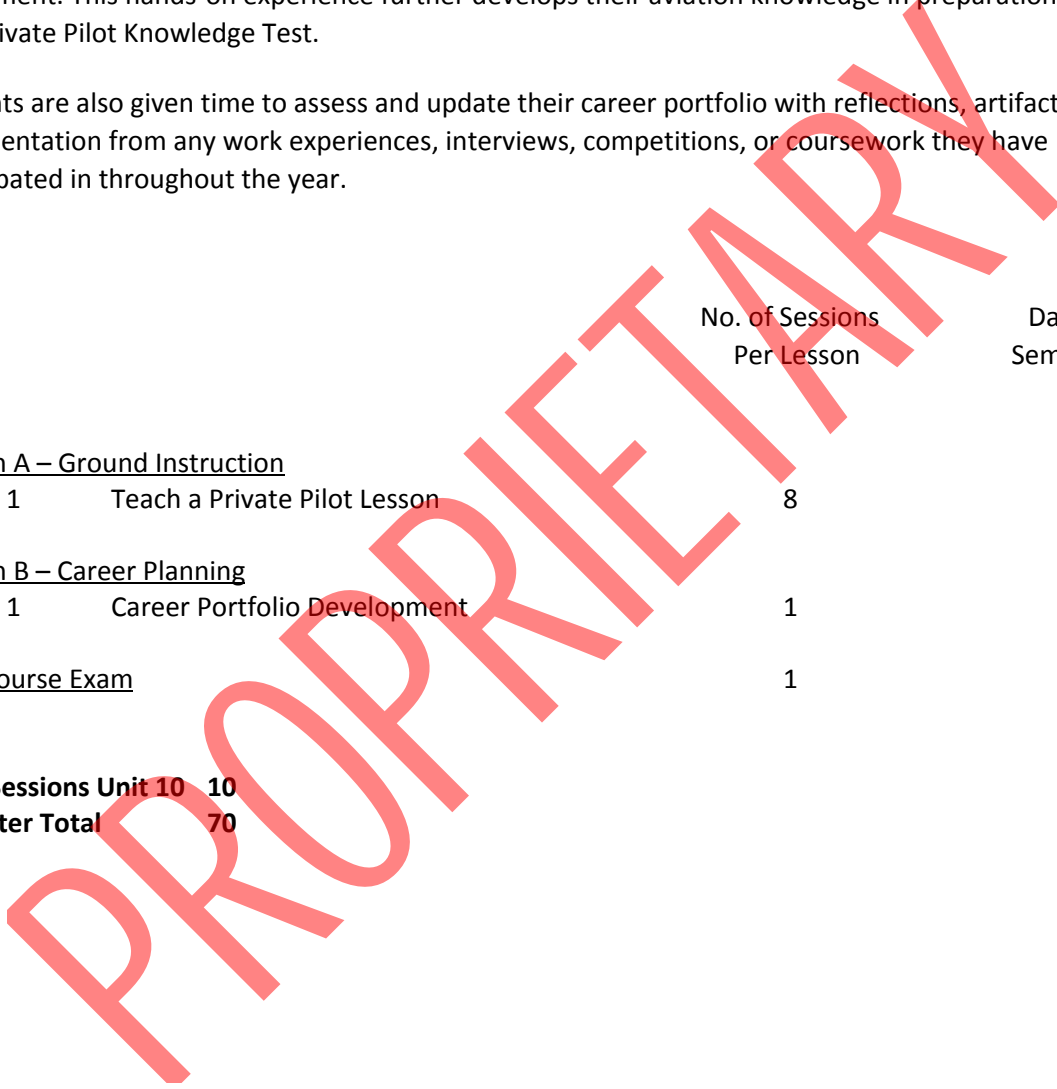 ment. This hands-on experience further develops their aviation knowledge in preparation
ivate Pilot Knowledge Test.
ts are also given time to assess and update their career portfolio with reflections, artifact
entation from any work experiences, interviews, competitions, or coursework they have
pated in throughout the year.
No. of Sessions Da
Per Lesson Sem
n A – Ground Instruction
1 Teach a Private Pilot Lesson 8
n B – Career Planning
1 Career Portfolio Development 1
ourse Exam 1
essions Unit 10 10
ter Total 70
PROPRIETARY